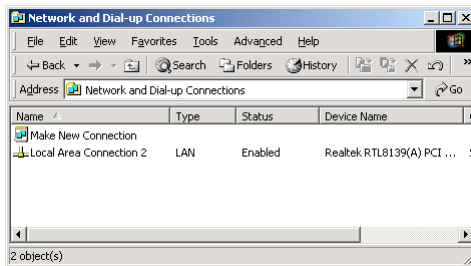 Network and Dial-up Connections
File Edit View Favorites Tools Advanced Help
Back Search Folders History »
Address Network and Dial-up Connections Go
Name Type Status Device Name
Make New Connection
Local Area Connection 2 LAN Enabled Realtek RTL8139(A) PCI ...
2 object(s)